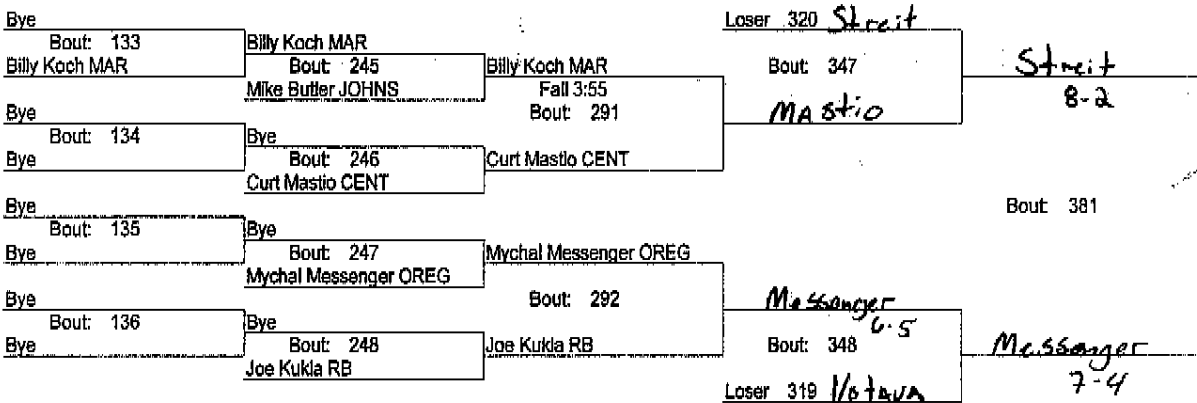 Bye
Loser 320 Streit
Bout: 133
Billy Koch MAR
Billy Koch MAR
Bout: 245
Billy Koch MAR
Bout: 347
Streit
Mike Butler JOHNS
Fall 3:55
8-2
Bye
Bout: 291
Mastio
Bout: 134
Bye
Bye
Bout: 246
Curt Mastio CENT
Curt Mastio CENT
Bye
Bout: 381
Bout: 135
Bye
Bye
Bout: 247
Mychal Messenger OREG
Mychal Messenger OREG
Bye
Bout: 292
Messanger
Bout: 136
Bye
6-5
Bye
Bout: 248
Joe Kukla RB
Bout: 348
Messanger
Joe Kukla RB
7-4
Loser 319 Votava